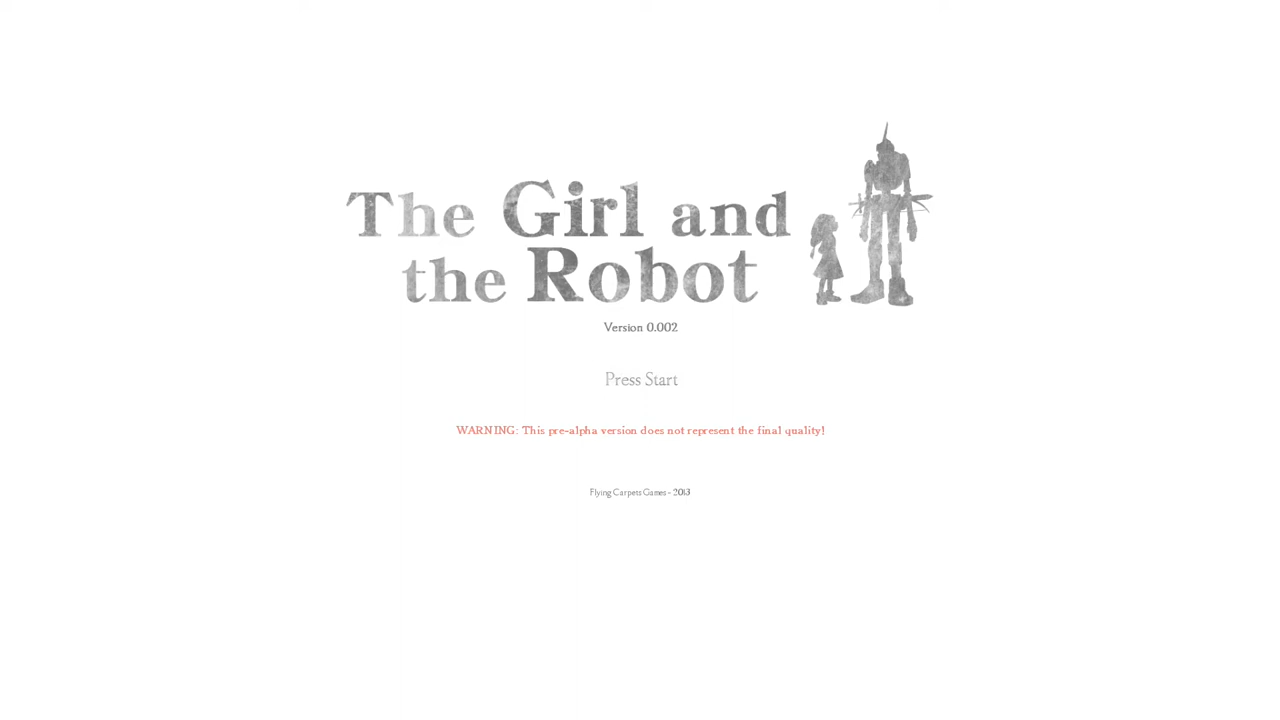 The Girl and
the Robot
Version 0.002
Press Start
WARNING: This pre-alpha version does not represent the final quality!
Flying Carpets Games - 2013